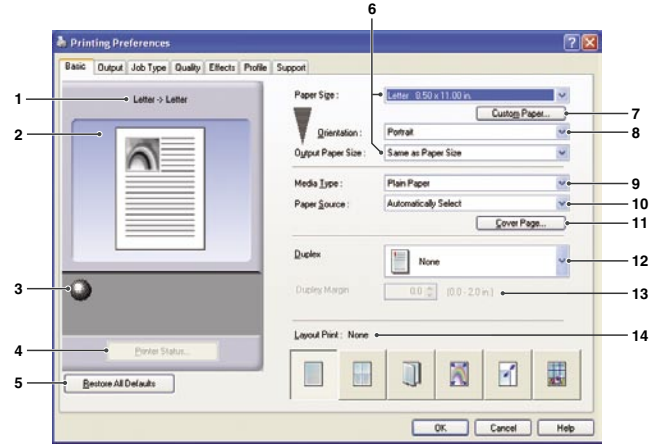 6
Printing Preferences
Basic Output Job Type Quality Effects Profile Support
1 Letter -> Letter
2
3
4 Printer Status...
5 Restore All Defaults
Paper Size : Letter 8.50 x 11.00 in.
Custom Paper... 7
Orientation : Portrait 8
Output Paper Size : Same as Paper Size
Media Type : Plain Paper 9
Paper Source : Automatically Select 10
Cover Page... 11
Duplex None 12
Duplex Margin 0.0 (0.0 - 2.0 in.) 13
Layout Print : None 14
OK Cancel Help